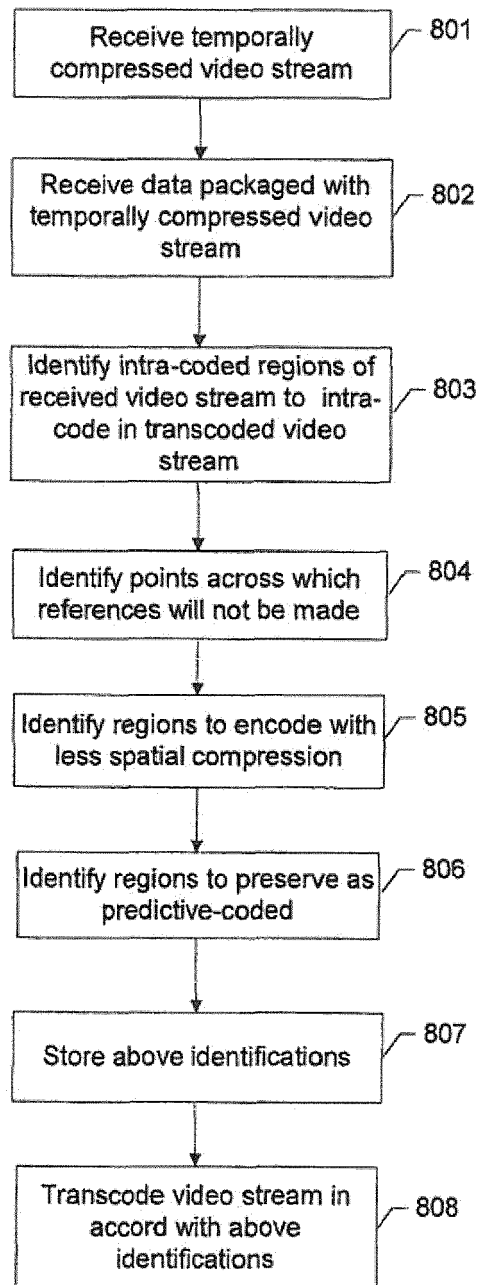 Receive temporally
compressed video stream
801
Receive data packaged with
temporally compressed video
stream
802
Identify intra-coded regions of
received video stream to intra-
code in transcoded video
stream
803
Identify points across which
references will not be made
804
Identify regions to encode with
less spatial compression
805
Identify regions to preserve as
predictive-coded
806
Store above identifications
807
Transcode video stream in
accord with above
identifications
808